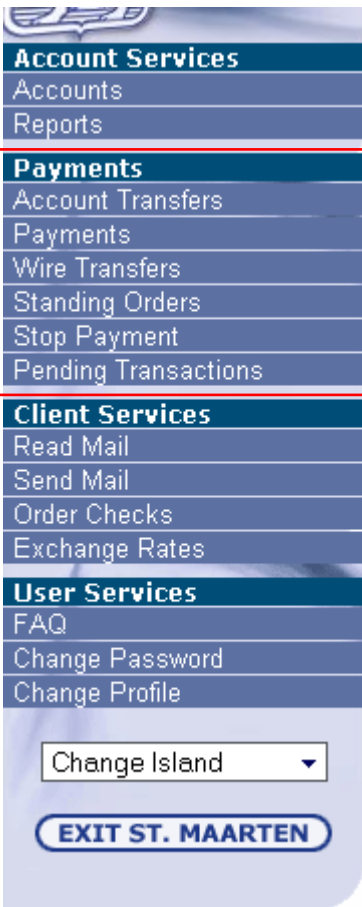 Account Services
Accounts
Reports
Payments
Account Transfers
Payments
Wire Transfers
Standing Orders
Stop Payment
Pending Transactions
Client Services
Read Mail
Send Mail
Order Checks
Exchange Rates
User Services
FAQ
Change Password
Change Profile
Change Island
EXIT ST. MAARTEN